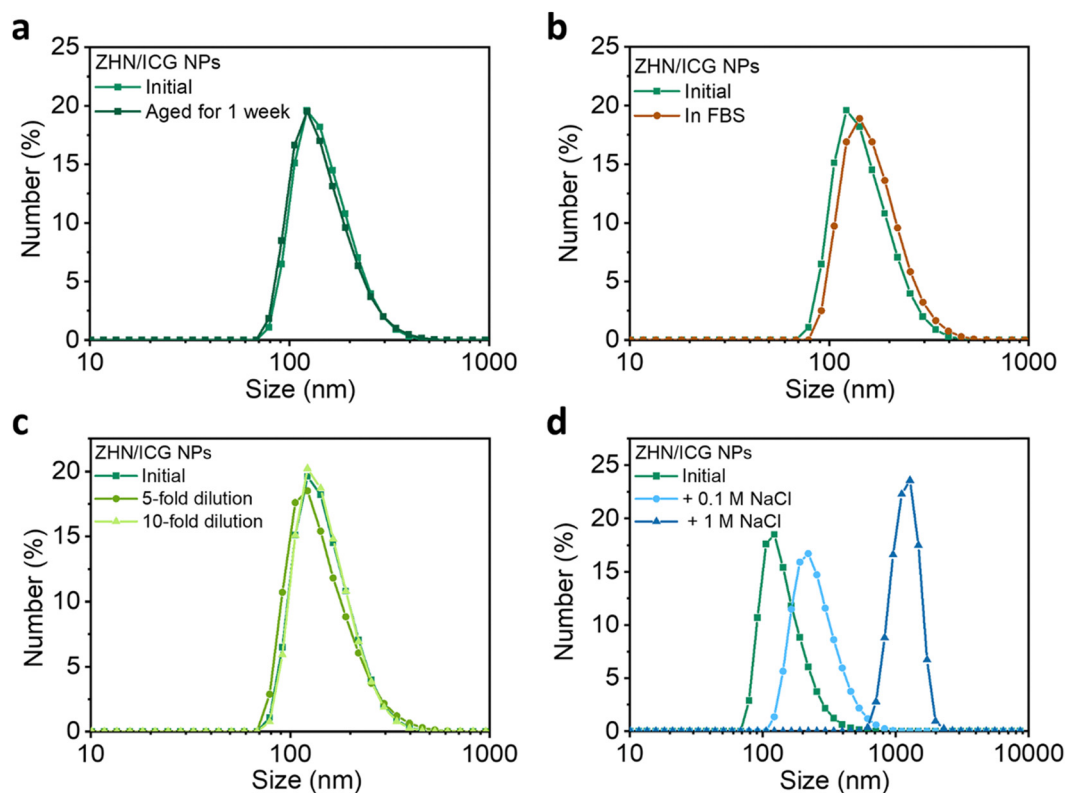 a
25
20
15
10
5
0
Number (%)
ZHN/ICG NPs
Initial
Aged for 1 week
10
100
1000
Size (nm)
b
25
20
15
10
5
0
Number (%)
ZHN/ICG NPs
Initial
In FBS
10
100
1000
Size (nm)
c
20
15
10
5
0
Number (%)
ZHN/ICG NPs
Initial
5-fold dilution
10-fold dilution
10
100
1000
Size (nm)
d
25
20
15
10
5
0
Number (%)
ZHN/ICG NPs
Initial
+ 0.1 M NaCl
+ 1 M NaCl
10
100
1000
10000
Size (nm)